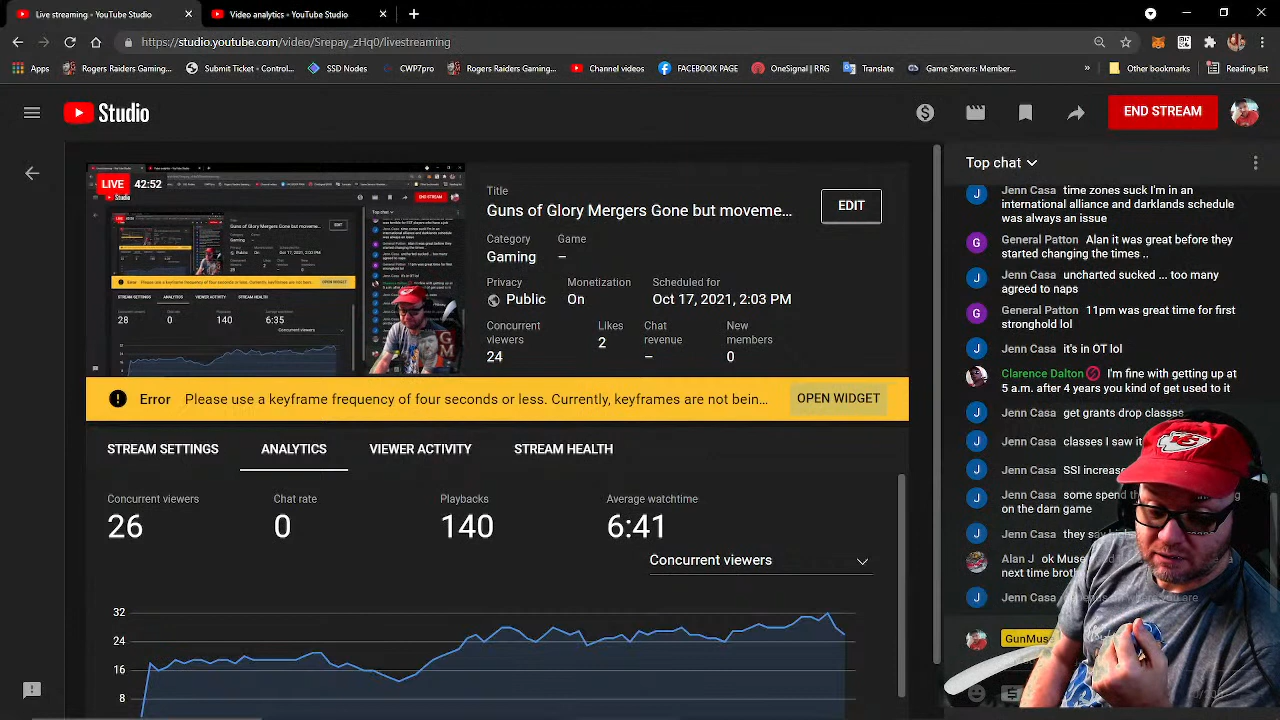 Live streaming - YouTube Studio
Video analytics - YouTube Studio
https://studio.youtube.com/video/Srepay_zHq0/livestreaming
Apps
Rogers Raiders Gaming...
Submit Ticket - Control...
SSD Nodes
CWP7pro
Rogers Raiders Gaming...
Channel videos
FACEBOOK PAGE
OneSignal | RRG
Translate
Game Servers: Member...
»
Other bookmarks
Reading list
Studio
END STREAM
LIVE 42:52
Title
Guns of Glory Mergers Gone but moveme...
EDIT
Category
Game
Gaming
–
Privacy
Monetization
Scheduled for
Public
On
Oct 17, 2021, 2:03 PM
Concurrent viewers
Likes
Chat revenue
New members
24
2
–
0
Error Please use a keyframe frequency of four seconds or less. Currently, keyframes are not bein...
OPEN WIDGET
STREAM SETTINGS
ANALYTICS
VIEWER ACTIVITY
STREAM HEALTH
Concurrent viewers
Chat rate
Playbacks
Average watchtime
26
0
140
6:41
Concurrent viewers
32
24
16
8
Top chat
Jenn Casa time zones suck I'm in an
international alliance and darklands schedule
was always an issue
General Patton Alan it was great before they
started changing the times ..
Jenn Casa uncharted sucked ... too many
agreed to naps
General Patton 11pm was great time for first
stronghold lol
Jenn Casa it's in OT lol
Clarence Dalton I'm fine with getting up at
5 a.m. after 4 years you kind of get used to it
Jenn Casa get grants drop classes
Jenn Casa classes I saw it
Jenn Casa SSI increase
Jenn Casa some spend
on the darn game
Jenn Casa they say
Alan J ok Muse
next time broth
Jenn Casa
are
GunMus